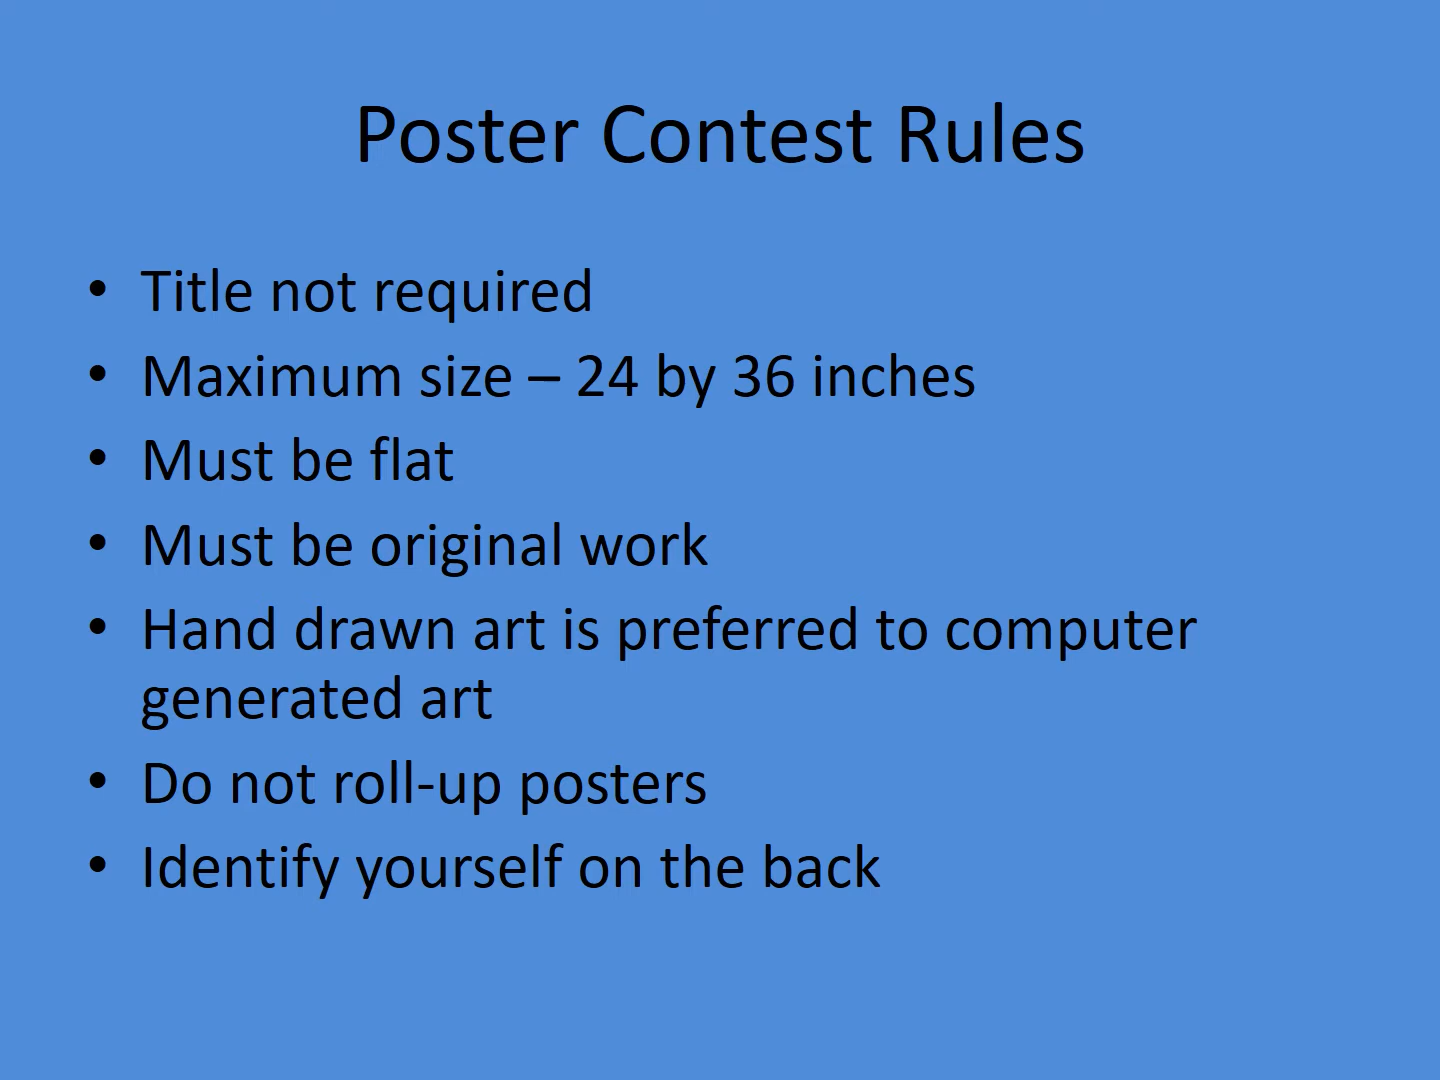 Poster Contest Rules
• Title not required
• Maximum size – 24 by 36 inches
• Must be flat
• Must be original work
• Hand drawn art is preferred to computer
generated art
• Do not roll-up posters
• Identify yourself on the back